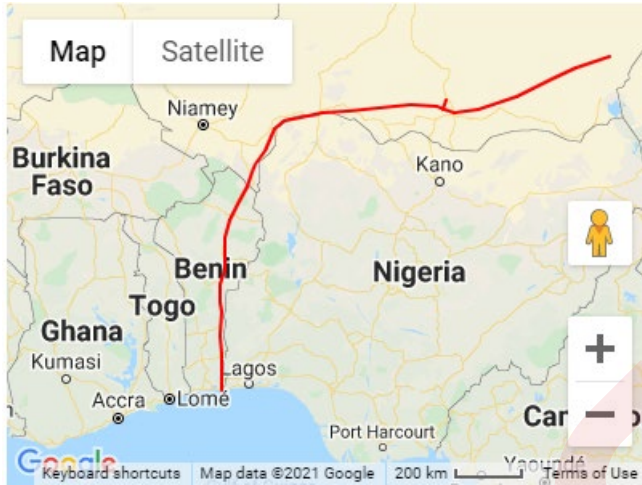 Map Satellite
Niamey
Burkina
Faso
Kano
Benin
Nigeria
Togo
Ghana
Kumasi
Lagos
Accra
Lomé
Port Harcourt
+
−
Google
Keyboard shortcuts Map data ©2021 Google 200 km Terms of Use